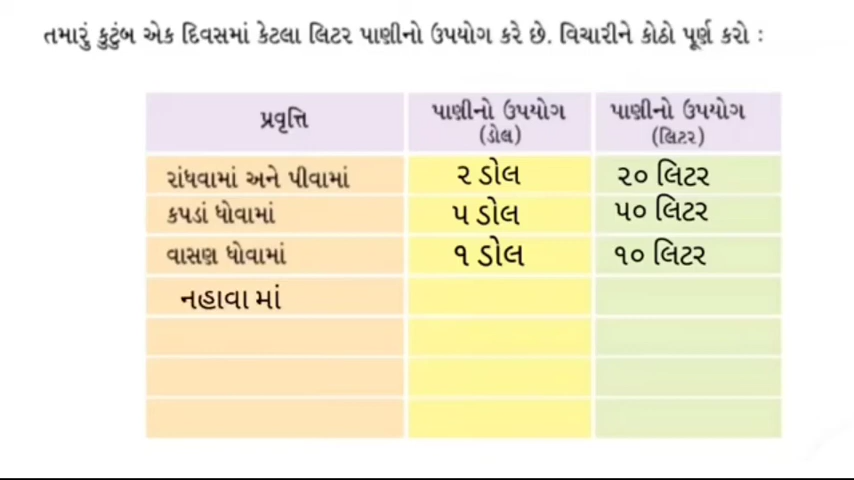 તમારું કુટુંબ એક દિવસમાં કેટલા લિટર પાણીનો ઉપયોગ કરે છે. વિચારીને કોઠો પૂર્ણ કરો :
પ્રવૃત્તિ પાણીનો ઉપયોગ (ડોલ) પાણીનો ઉપયોગ (લિટર)
રાંધવામાં અને પીવામાં ૨ ડોલ ૨૦ લિટર
કપડાં ધોવામાં ૫ ડોલ ૫૦ લિટર
વાસણ ધોવામાં ૧ ડોલ ૧૦ લિટર
નહાવા માં